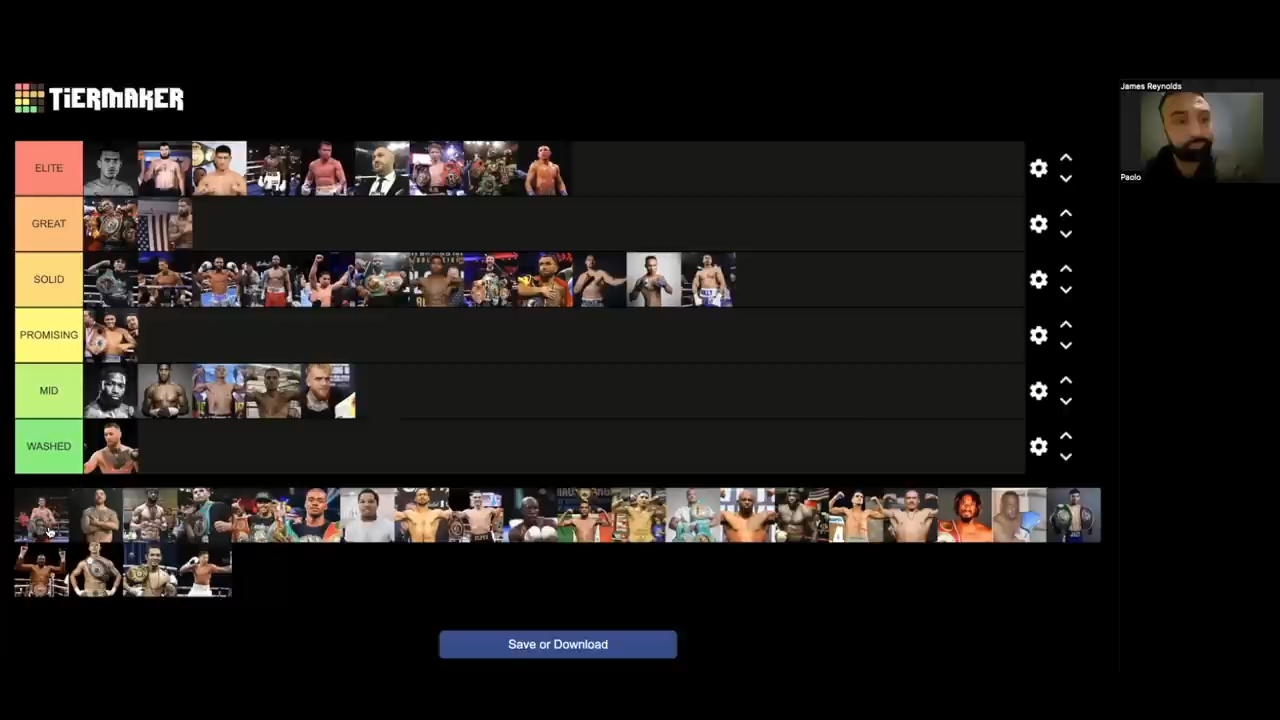 TiERMAKER
James Reynolds
ELITE
Paolo
GREAT
SOLID
PROMISING
MID
WASHED
Save or Download